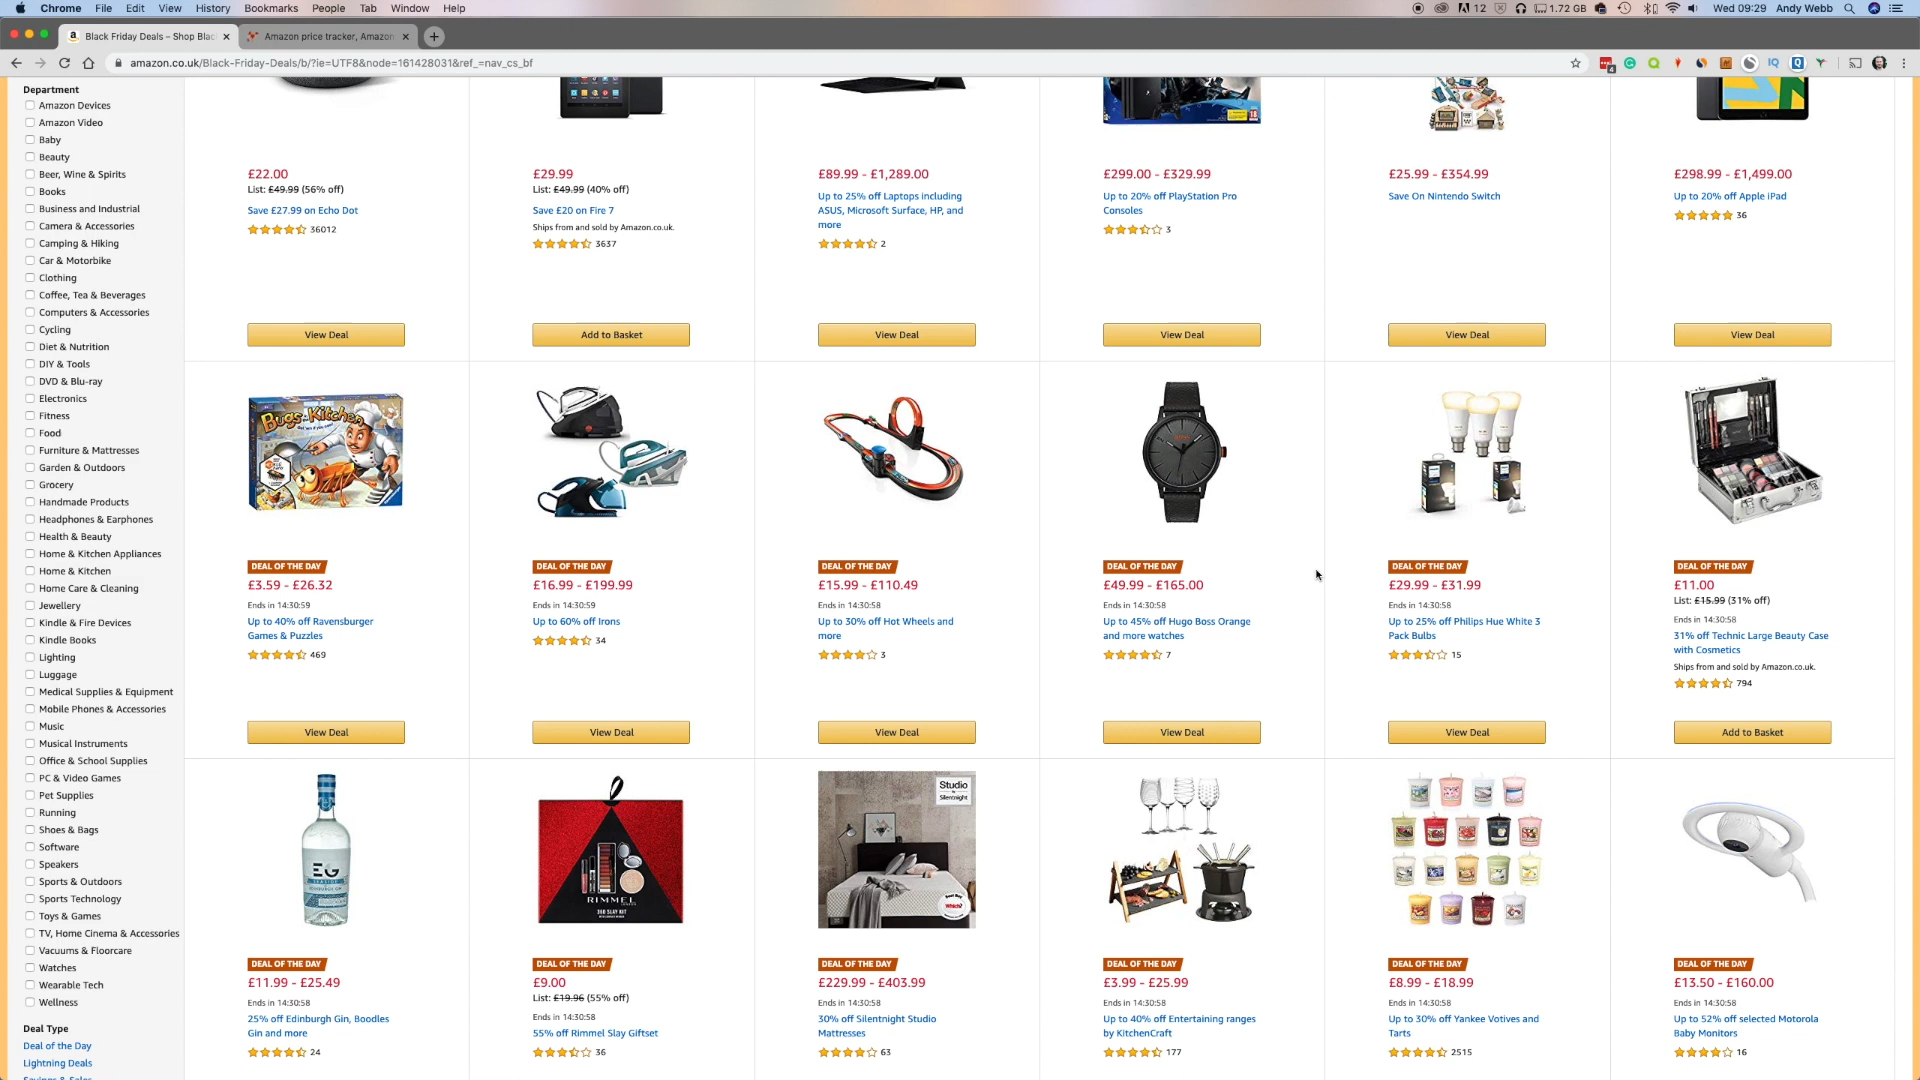 Chrome File Edit View History Bookmarks People Tab Window Help
12 1.72 GB Wed 09:29 Andy Webb
Black Friday Deals – Shop Blac
Amazon price tracker, Amazon
amazon.co.uk/Black-Friday-Deals/b/?ie=UTF8&node=161428031&ref_=nav_cs_bf
Department
Amazon Devices
Amazon Video
Baby
Beauty
Beer, Wine & Spirits
Books
Business and Industrial
Camera & Accessories
Camping & Hiking
Car & Motorbike
Clothing
Coffee, Tea & Beverages
Computers & Accessories
Cycling
Diet & Nutrition
DIY & Tools
DVD & Blu-ray
Electronics
Fitness
Food
Furniture & Mattresses
Garden & Outdoors
Grocery
Handmade Products
Headphones & Earphones
Health & Beauty
Home & Kitchen Appliances
Home & Kitchen
Home Care & Cleaning
Jewellery
Kindle & Fire Devices
Kindle Books
Lighting
Luggage
Medical Supplies & Equipment
Mobile Phones & Accessories
Music
Musical Instruments
Office & School Supplies
PC & Video Games
Pet Supplies
Running
Shoes & Bags
Software
Speakers
Sports & Outdoors
Sports Technology
Toys & Games
TV, Home Cinema & Accessories
Vacuums & Floorcare
Watches
Wearable Tech
Wellness
Deal Type
Deal of the Day
Lightning Deals
Savings & Sales
£22.00
List: £49.99 (56% off)
Save £27.99 on Echo Dot
36012
View Deal
£29.99
List: £49.99 (40% off)
Save £20 on Fire 7
Ships from and sold by Amazon.co.uk.
3637
Add to Basket
£89.99 - £1,289.00
Up to 25% off Laptops including
ASUS, Microsoft Surface, HP, and
more
2
View Deal
£299.00 - £329.99
Up to 20% off PlayStation Pro
Consoles
3
View Deal
£25.99 - £354.99
Save On Nintendo Switch
View Deal
£298.99 - £1,499.00
Up to 20% off Apple iPad
36
View Deal
Bugs Kitchen
DEAL OF THE DAY
£3.59 - £26.32
Ends in 14:30:59
Up to 40% off Ravensburger
Games & Puzzles
469
View Deal
DEAL OF THE DAY
£16.99 - £199.99
Ends in 14:30:59
Up to 60% off Irons
34
View Deal
DEAL OF THE DAY
£15.99 - £110.49
Ends in 14:30:58
Up to 30% off Hot Wheels and
more
3
View Deal
DEAL OF THE DAY
£49.99 - £165.00
Ends in 14:30:58
Up to 45% off Hugo Boss Orange
and more watches
7
View Deal
DEAL OF THE DAY
£29.99 - £31.99
Ends in 14:30:58
Up to 25% off Philips Hue White 3
Pack Bulbs
15
View Deal
DEAL OF THE DAY
£11.00
List: £15.99 (31% off)
Ends in 14:30:58
31% off Technic Large Beauty Case
with Cosmetics
Ships from and sold by Amazon.co.uk.
794
Add to Basket
EG
DEAL OF THE DAY
£11.99 - £25.49
Ends in 14:30:58
25% off Edinburgh Gin, Boodles
Gin and more
24
RIMMEL
DEAL OF THE DAY
£9.00
List: £19.96 (55% off)
Ends in 14:30:58
55% off Rimmel Slay Giftset
36
Studio
Silentnight
Which?
DEAL OF THE DAY
£229.99 - £403.99
Ends in 14:30:58
30% off Silentnight Studio
Mattresses
63
DEAL OF THE DAY
£3.99 - £25.99
Ends in 14:30:58
Up to 40% off Entertaining ranges
by KitchenCraft
177
DEAL OF THE DAY
£8.99 - £18.99
Ends in 14:30:58
Up to 30% off Yankee Votives and
Tarts
2515
DEAL OF THE DAY
£13.50 - £160.00
Ends in 14:30:58
Up to 52% off selected Motorola
Baby Monitors
16